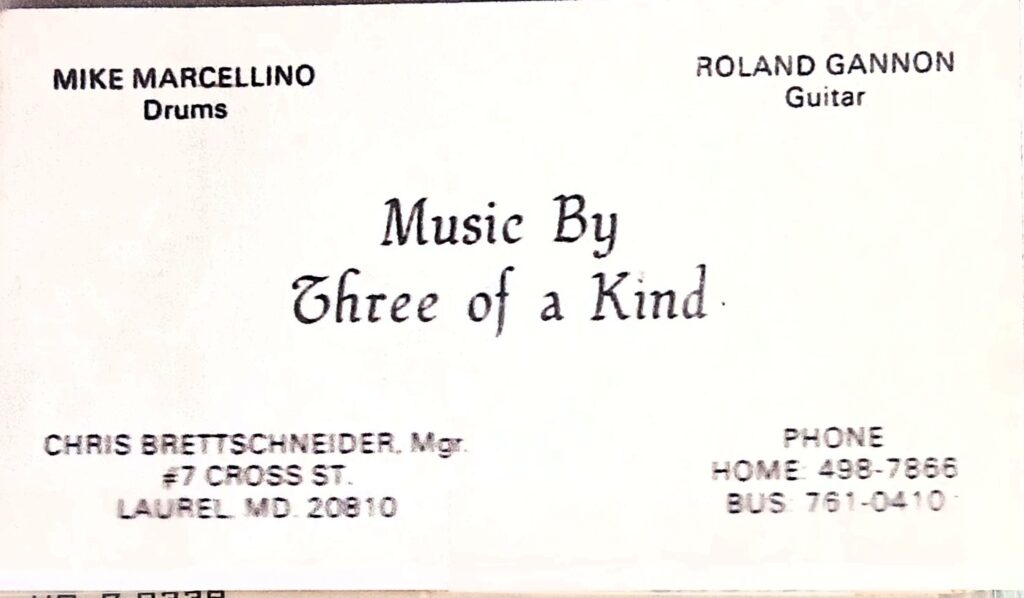 MIKE MARCELLINO
Drums
ROLAND GANNON
Guitar
Music By
Three of a Kind
CHRIS BRETTSCHNEIDER, Mgr.
#7 CROSS ST.
LAUREL, MD. 20810
PHONE
HOME: 498-7866
BUS: 761-0410